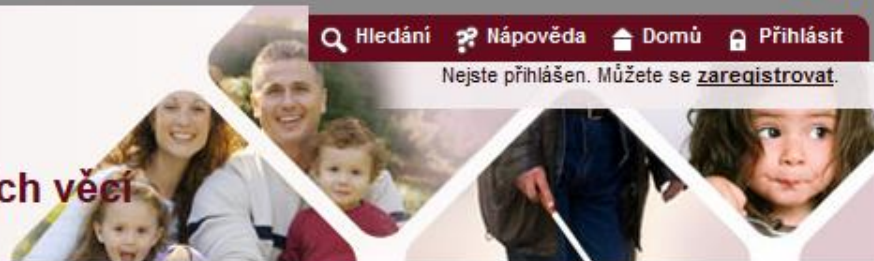 Hledání Nápověda Domů Přihlásit
Nejste přihlášen. Můžete se zaregistrovat.
ch věcí